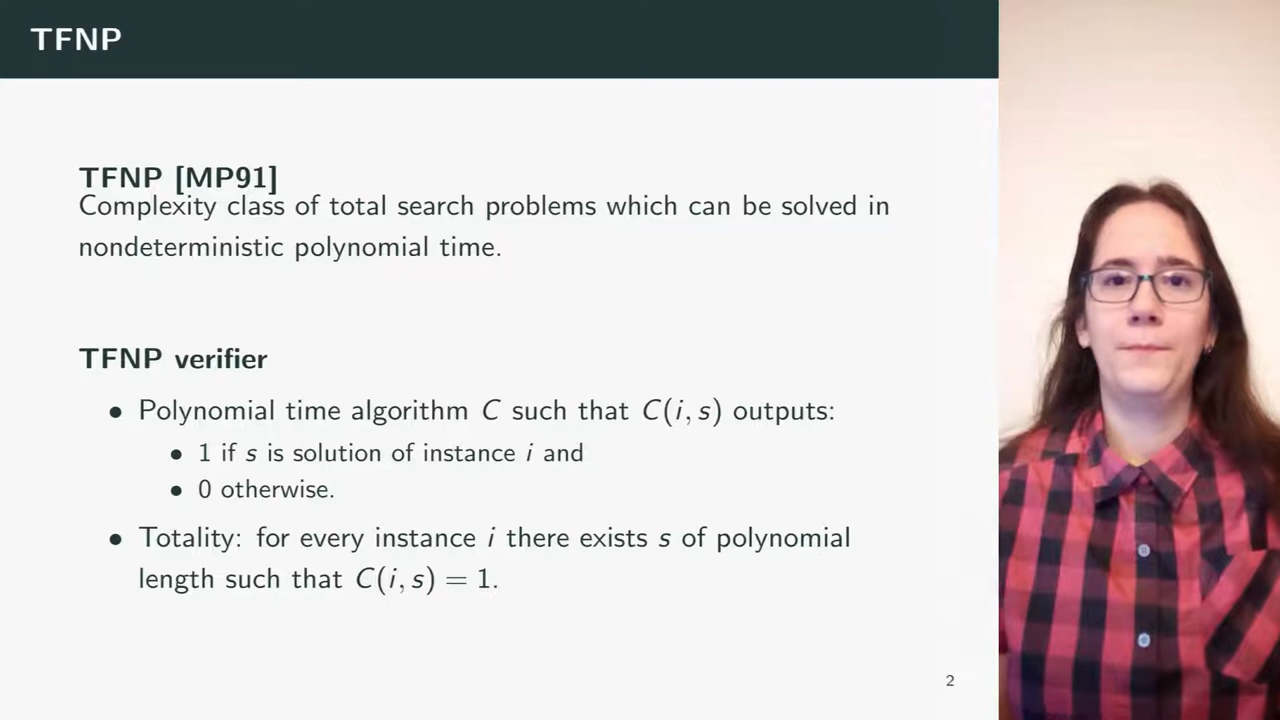 TFNP
TFNP [MP91]
Complexity class of total search problems which can be solved in
nondeterministic polynomial time.
TFNP verifier
• Polynomial time algorithm C such that C(i, s) outputs:
• 1 if s is solution of instance i and
• 0 otherwise.
• Totality: for every instance i there exists s of polynomial
length such that C(i, s) = 1.
2